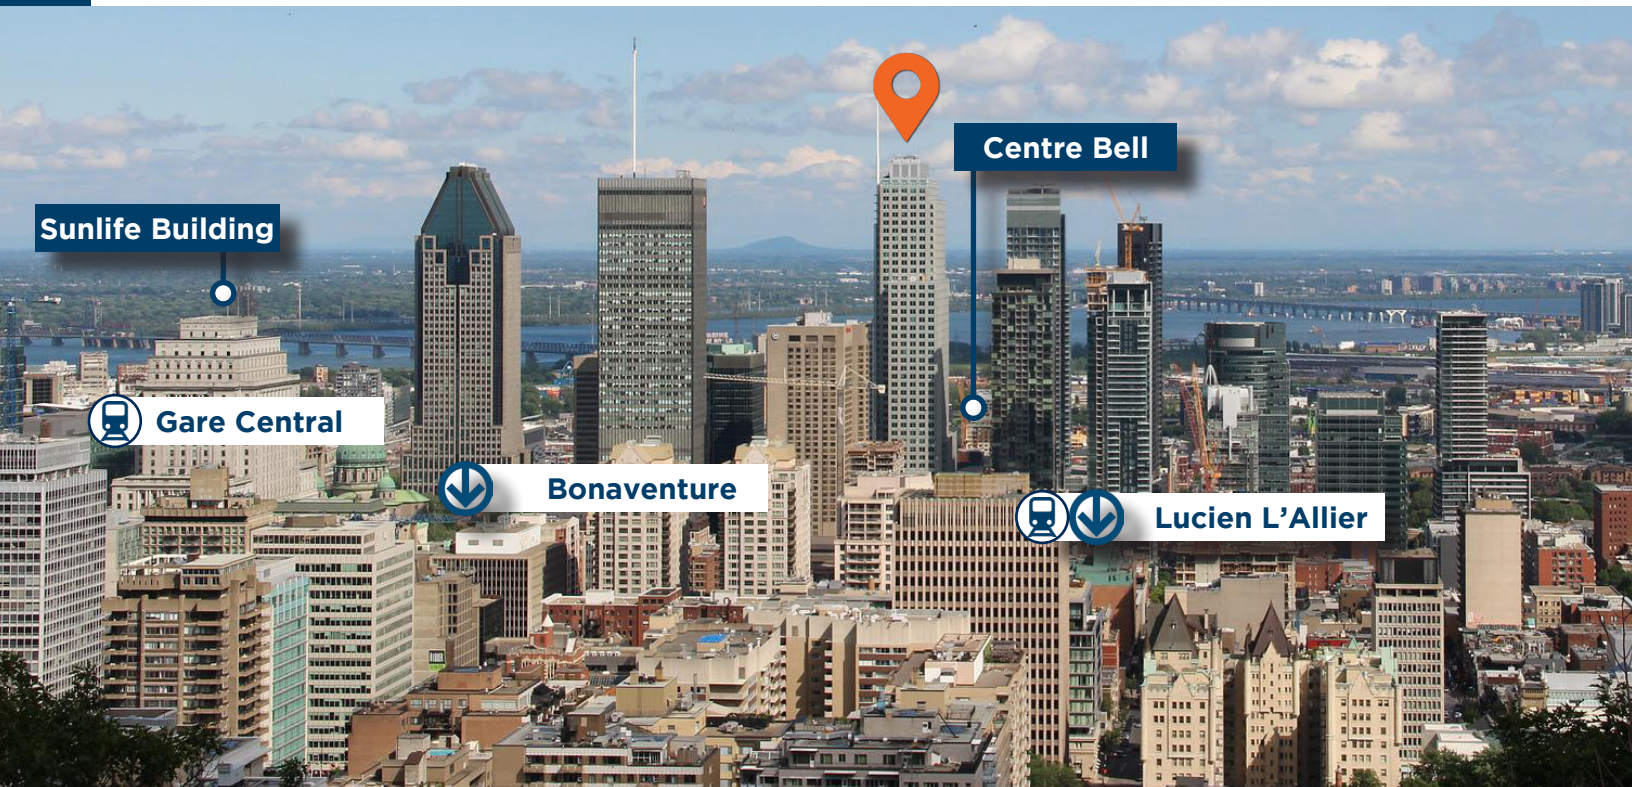 Centre Bell
Sunlife Building
Gare Central
Bonaventure
Lucien L’Allier